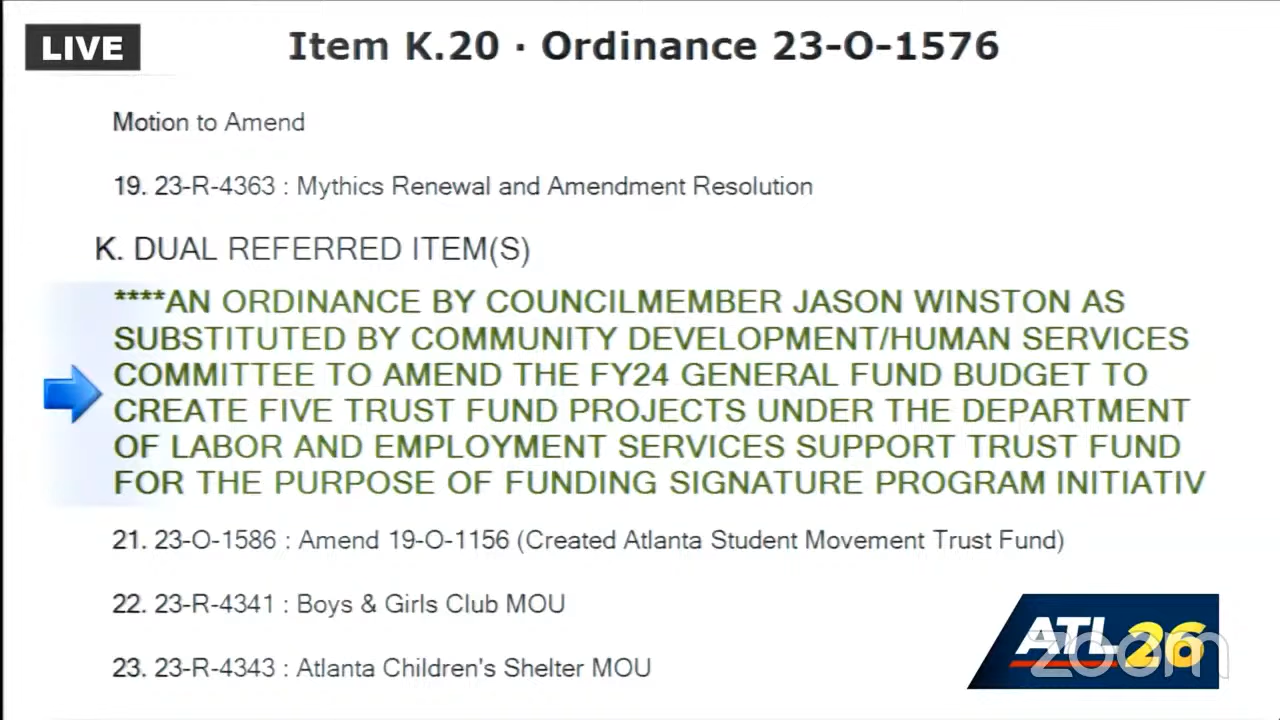 LIVE
Item K.20 · Ordinance 23-O-1576
Motion to Amend
19. 23-R-4363 : Mythics Renewal and Amendment Resolution
K. DUAL REFERRED ITEM(S)
****AN ORDINANCE BY COUNCILMEMBER JASON WINSTON AS
SUBSTITUTED BY COMMUNITY DEVELOPMENT/HUMAN SERVICES
COMMITTEE TO AMEND THE FY24 GENERAL FUND BUDGET TO
CREATE FIVE TRUST FUND PROJECTS UNDER THE DEPARTMENT
OF LABOR AND EMPLOYMENT SERVICES SUPPORT TRUST FUND
FOR THE PURPOSE OF FUNDING SIGNATURE PROGRAM INITIATIV
21. 23-O-1586 : Amend 19-O-1156 (Created Atlanta Student Movement Trust Fund)
22. 23-R-4341 : Boys & Girls Club MOU
23. 23-R-4343 : Atlanta Children's Shelter MOU
ATL 26
zoom